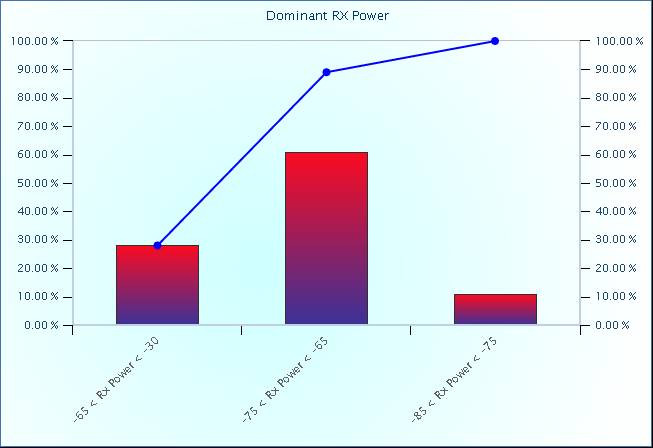 Dominant RX Power
100.00 % 100.00 %
90.00 % 90.00 %
80.00 % 80.00 %
70.00 % 70.00 %
60.00 % 60.00 %
50.00 % 50.00 %
40.00 % 40.00 %
30.00 % 30.00 %
20.00 % 20.00 %
10.00 % 10.00 %
0.00 % 0.00 %
-65 < Rx Power < -30
-75 < Rx Power < -65
-85 < Rx Power < -75